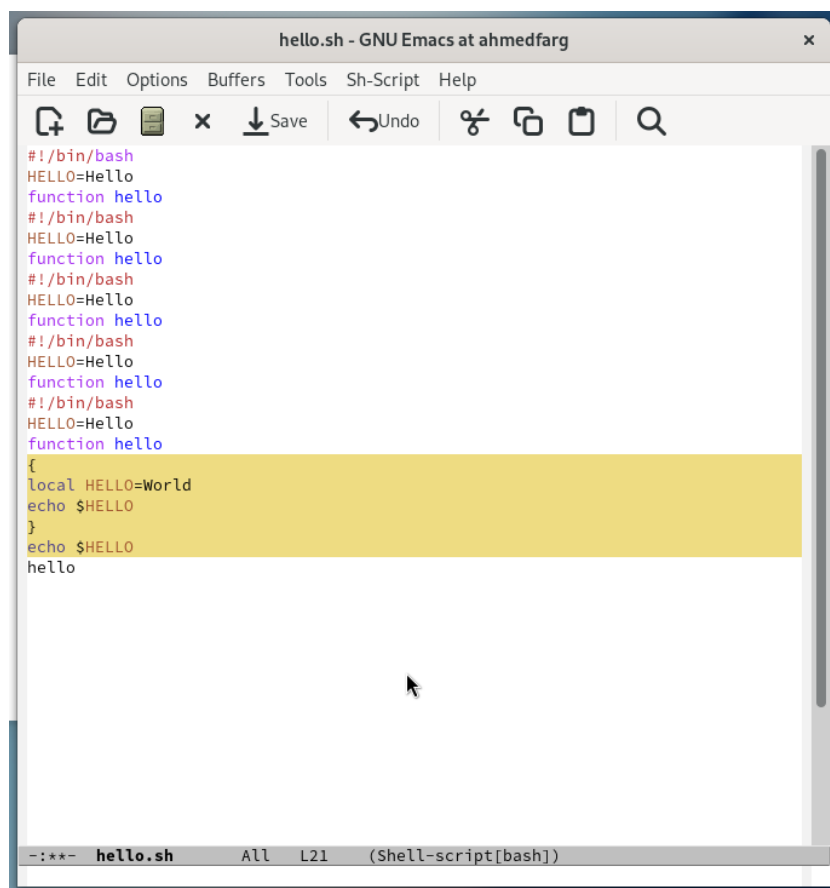 hello.sh - GNU Emacs at ahmedfarg ×
File Edit Options Buffers Tools Sh-Script Help
Save Undo
#!/bin/bash
HELLO=Hello
function hello
#!/bin/bash
HELLO=Hello
function hello
#!/bin/bash
HELLO=Hello
function hello
#!/bin/bash
HELLO=Hello
function hello
#!/bin/bash
HELLO=Hello
function hello
{
local HELLO=World
echo $HELLO
}
echo $HELLO
hello
-:**- hello.sh All L21 (Shell-script[bash])